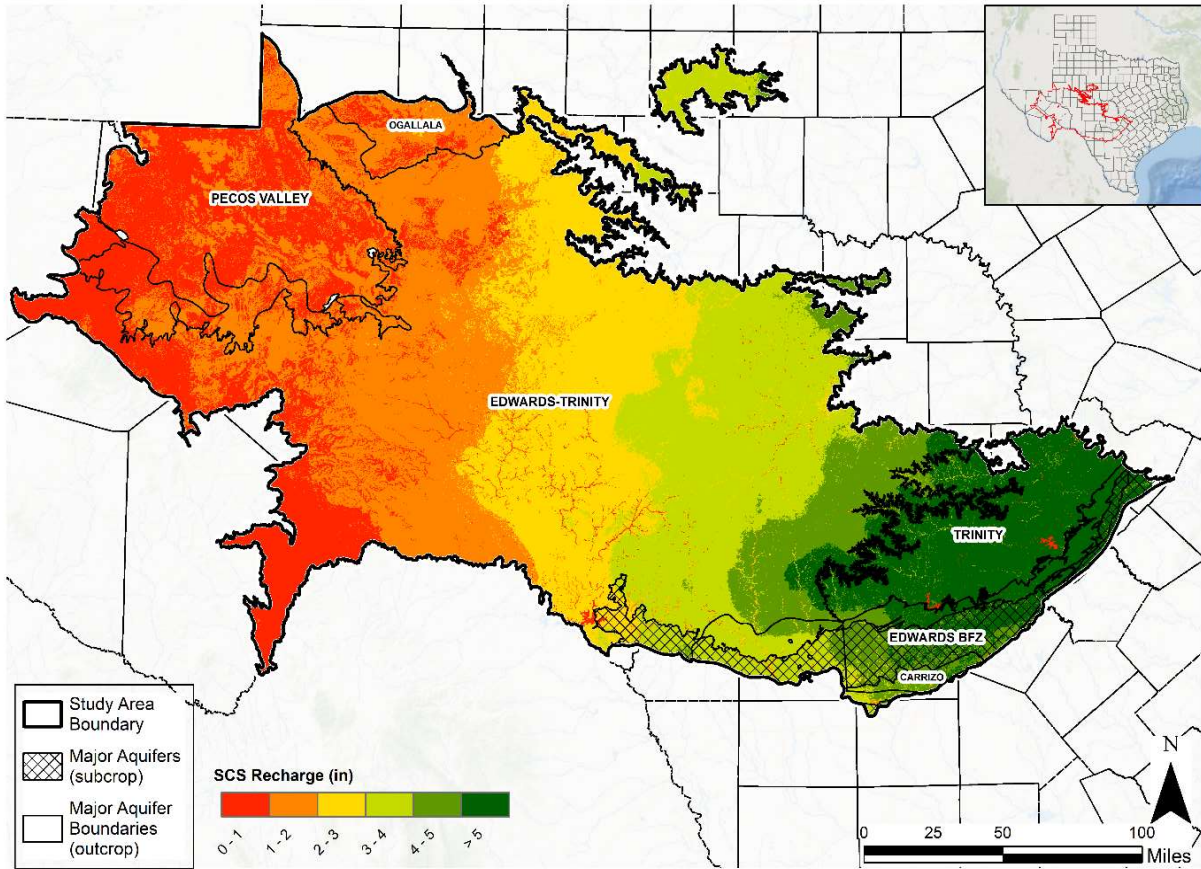 OGALLALA
PECOS VALLEY
EDWARDS-TRINITY
TRINITY
EDWARDS BFZ
CARRIZO
Study Area
Boundary
Major Aquifers
(subcrop)
Major Aquifer
Boundaries
(outcrop)
SCS Recharge (in)
0 - 1
1 - 2
2 - 3
3 - 4
4 - 5
> 5
N
0 25 50 100
Miles